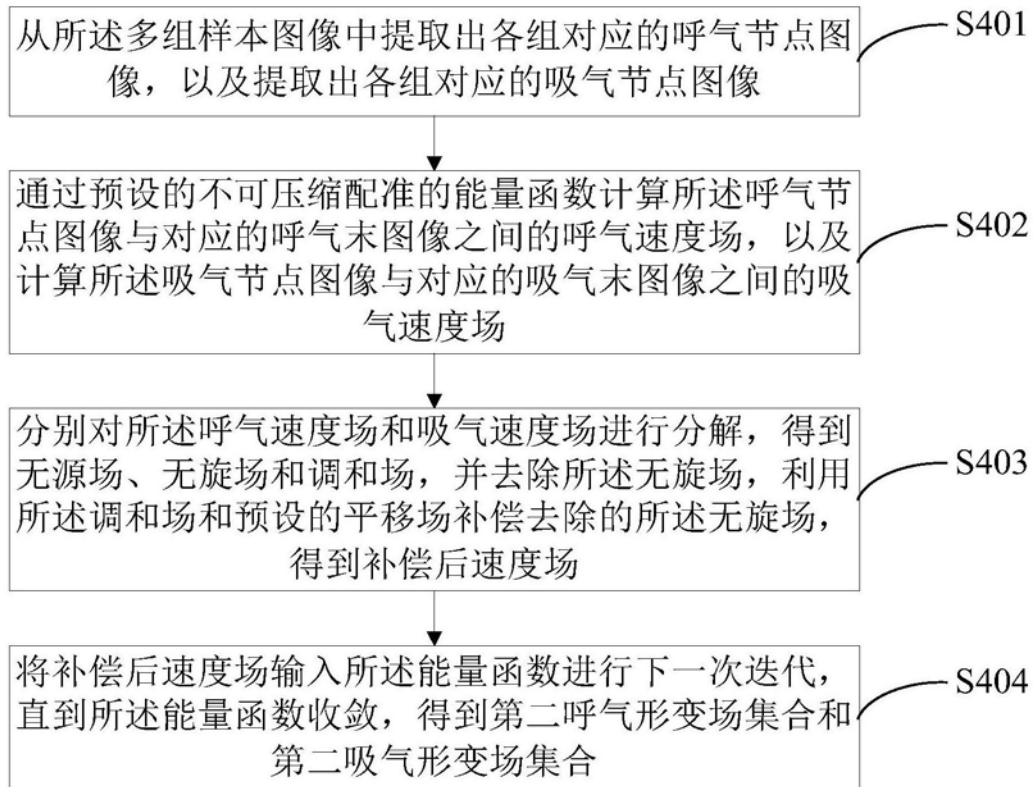 从所述多组样本图像中提取出各组对应的呼气节点图
像，以及提取出各组对应的吸气节点图像
S401
通过预设的不可压缩配准的能量函数计算所述呼气节
点图像与对应的呼气末图像之间的呼气速度场，以及
计算所述吸气节点图像与对应的吸气末图像之间的吸
气速度场
S402
分别对所述呼气速度场和吸气速度场进行分解，得到
无源场、无旋场和调和场，并去除所述无旋场，利用
所述调和场和预设的平移场补偿去除的所述无旋场，
得到补偿后速度场
S403
将补偿后速度场输入所述能量函数进行下一次迭代，
直到所述能量函数收敛，得到第二呼气形变场集合和
第二吸气形变场集合
S404